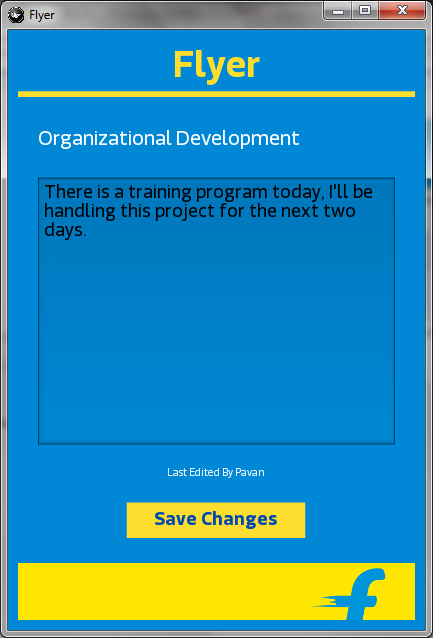 Flyer
Flyer
Organizational Development
There is a training program today, I'll be
handling this project for the next two
days.
Last Edited By Pavan
Save Changes
f